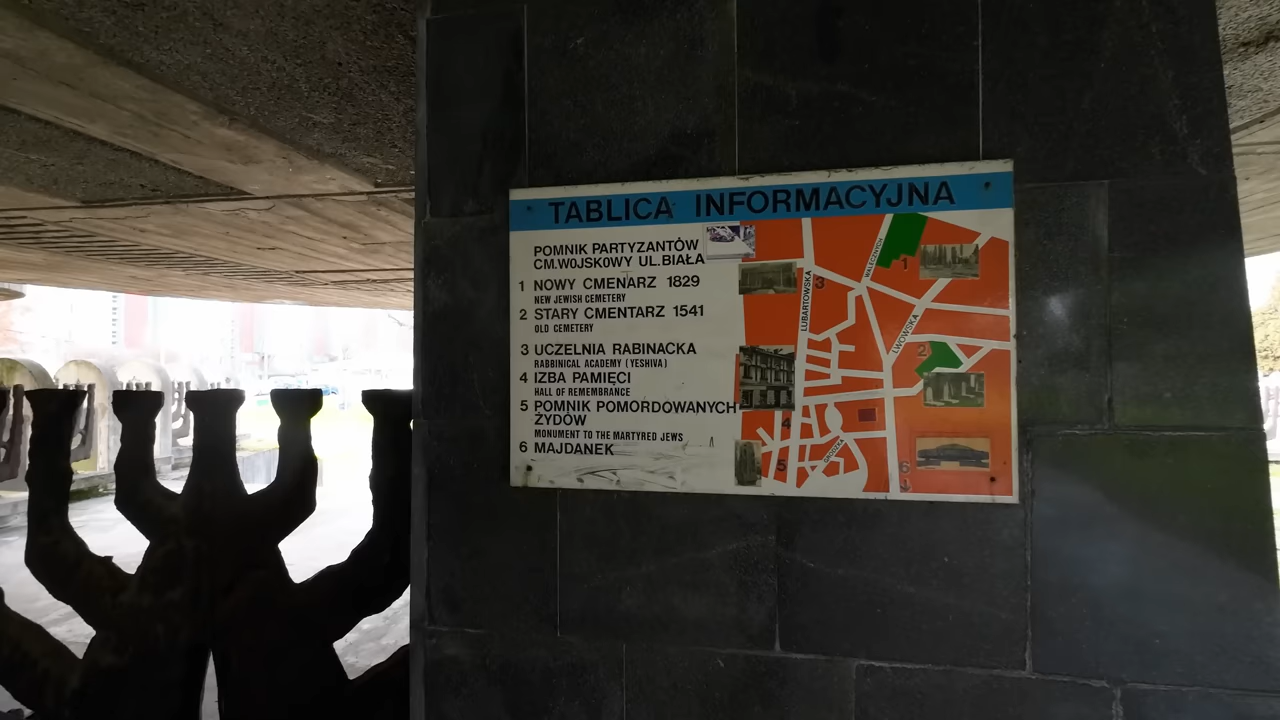 TABLICA INFORMACYJNA
POMNIK PARTYZANTÓW
CM.WOJSKOWY UL.BIAŁA
1 NOWY CMENARZ 1829
NEW JEWISH CEMETERY
2 STARY CMENTARZ 1541
OLD CEMETERY
3 UCZELNIA RABINACKA
RABBINICAL ACADEMY (YESHIVA)
4 IZBA PAMIĘCI
HALL OF REMEMBRANCE
5 POMNIK POMORDOWANYCH
ŻYDÓW
MONUMENT TO THE MARTYRED JEWS
6 MAJDANEK
WALECZNYCH
1
3
LUBARTOWSKA
LWOWSKA
2
4
5
6